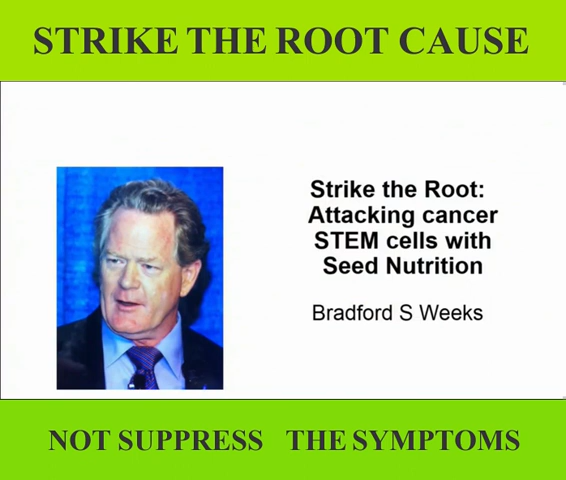 STRIKE THE ROOT CAUSE
Strike the Root:
Attacking cancer
STEM cells with
Seed Nutrition
Bradford S Weeks
NOT SUPPRESS THE SYMPTOMS